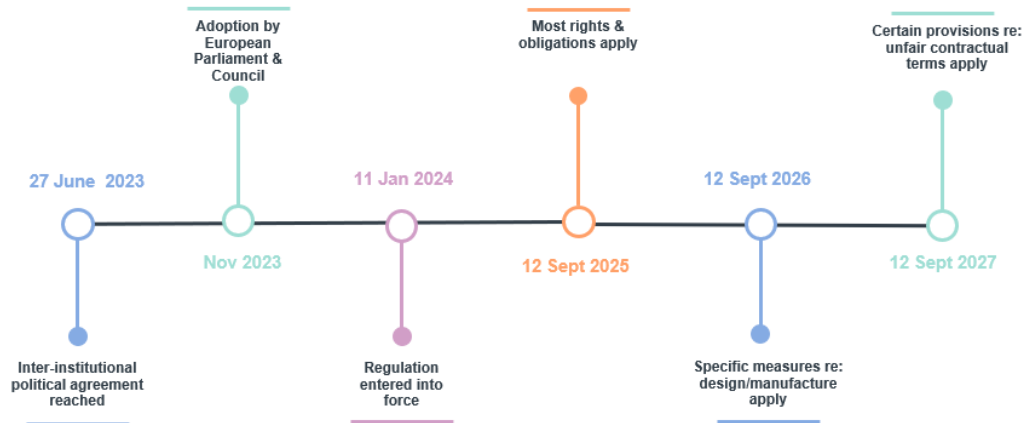 Adoption by
European
Parliament &
Council
Most rights &
obligations apply
Certain provisions re:
unfair contractual
terms apply
27 June 2023
11 Jan 2024
12 Sept 2026
Nov 2023
12 Sept 2025
12 Sept 2027
Inter-institutional
political agreement
reached
Regulation
entered into
force
Specific measures re:
design/manufacture
apply